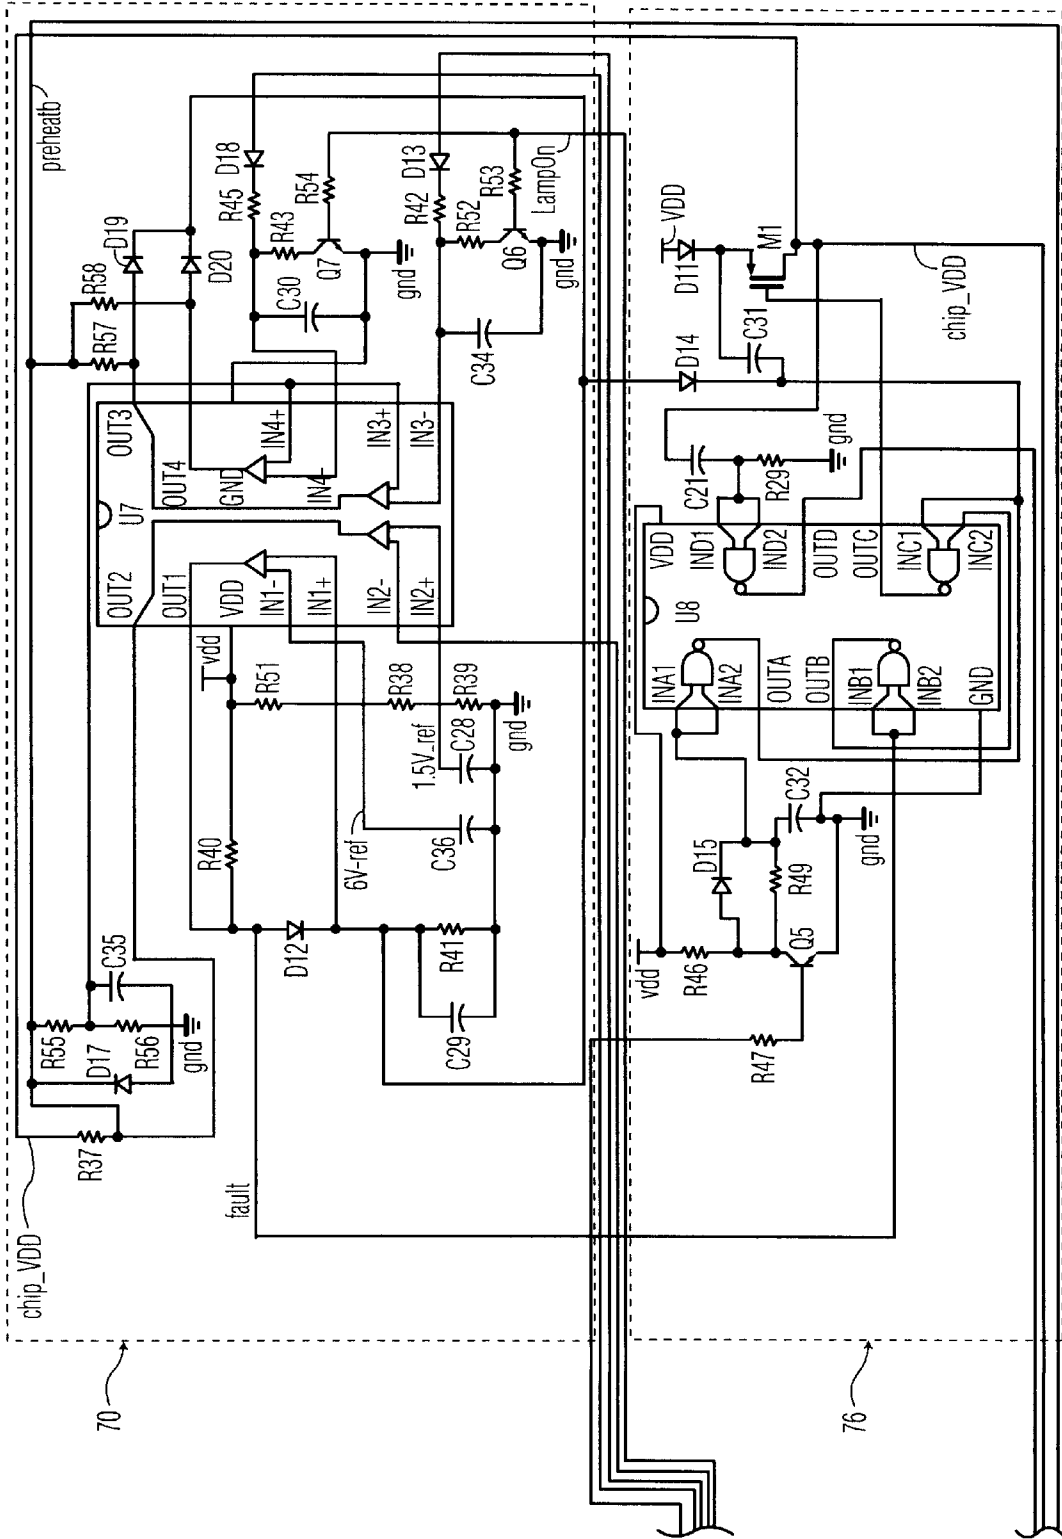 70
chip_VDD
preheatb
R37
D17
R55
R56
gnd
C35
D19
R58
R57
D20
D18
R45
R43
R54
C30
Q7
gnd
D13
R42
R52
R53
Q6
gnd
C34
LampOn
fault
R40
D12
R41
C29
C36
6V-ref
1.5V_ref
C28
R51
R38
R39
gnd
vdd
U7
OUT2
OUT1
VDD
IN1-
IN1+
IN2-
IN2+
OUT3
OUT4
GND
IN4-
IN4+
IN3+
IN3-
76
R47
vdd
R46
Q5
D15
R49
C32
gnd
U8
INA1
INA2
OUTA
OUTB
INB1
INB2
GND
VDD
IND1
IND2
OUTD
OUTC
INC1
INC2
C21
R29
gnd
D14
C31
D11
VDD
M1
chip_VDD